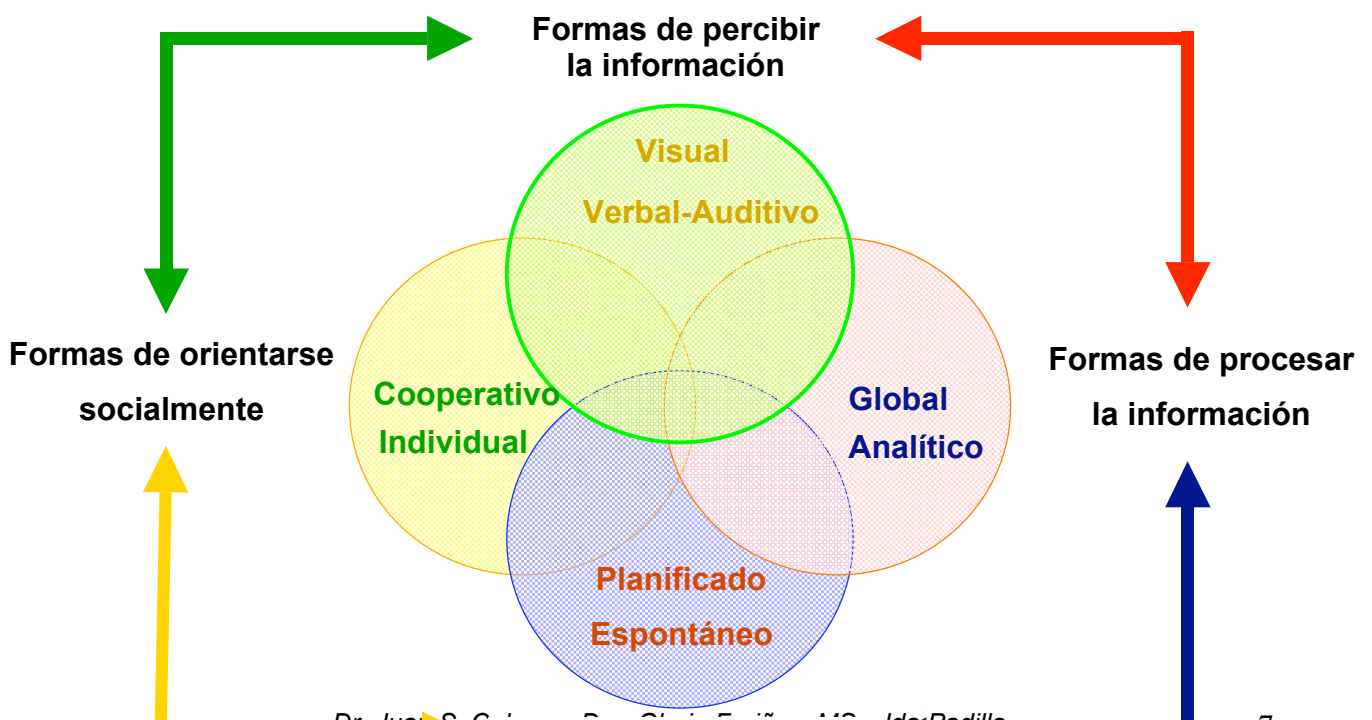 Formas de percibir
la información
Visual
Verbal-Auditivo
Formas de orientarse
socialmente
Cooperativo
Individual
Global
Analítico
Formas de procesar
la información
Planificado
Espontáneo